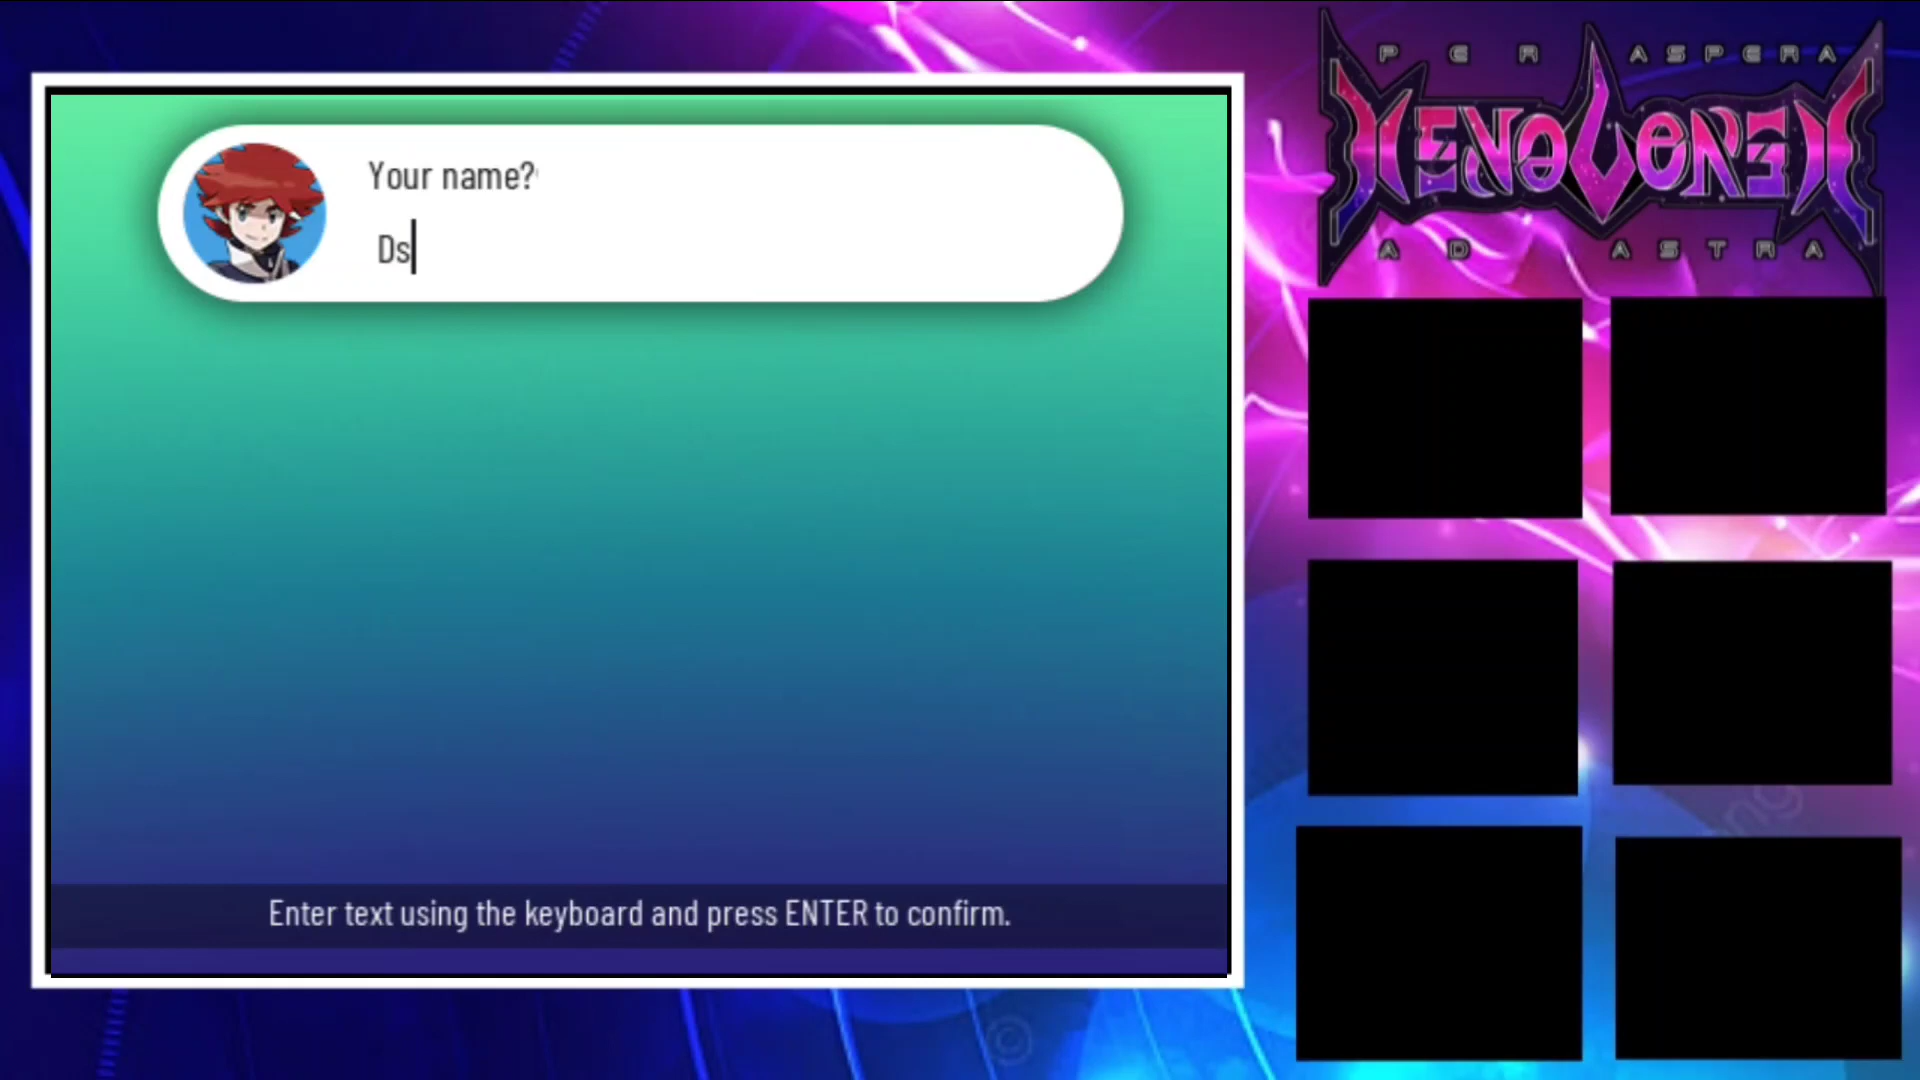 Your name?
Ds
Enter text using the keyboard and press ENTER to confirm.
PER ASPERA
XENOVERSE
AD ASTRA